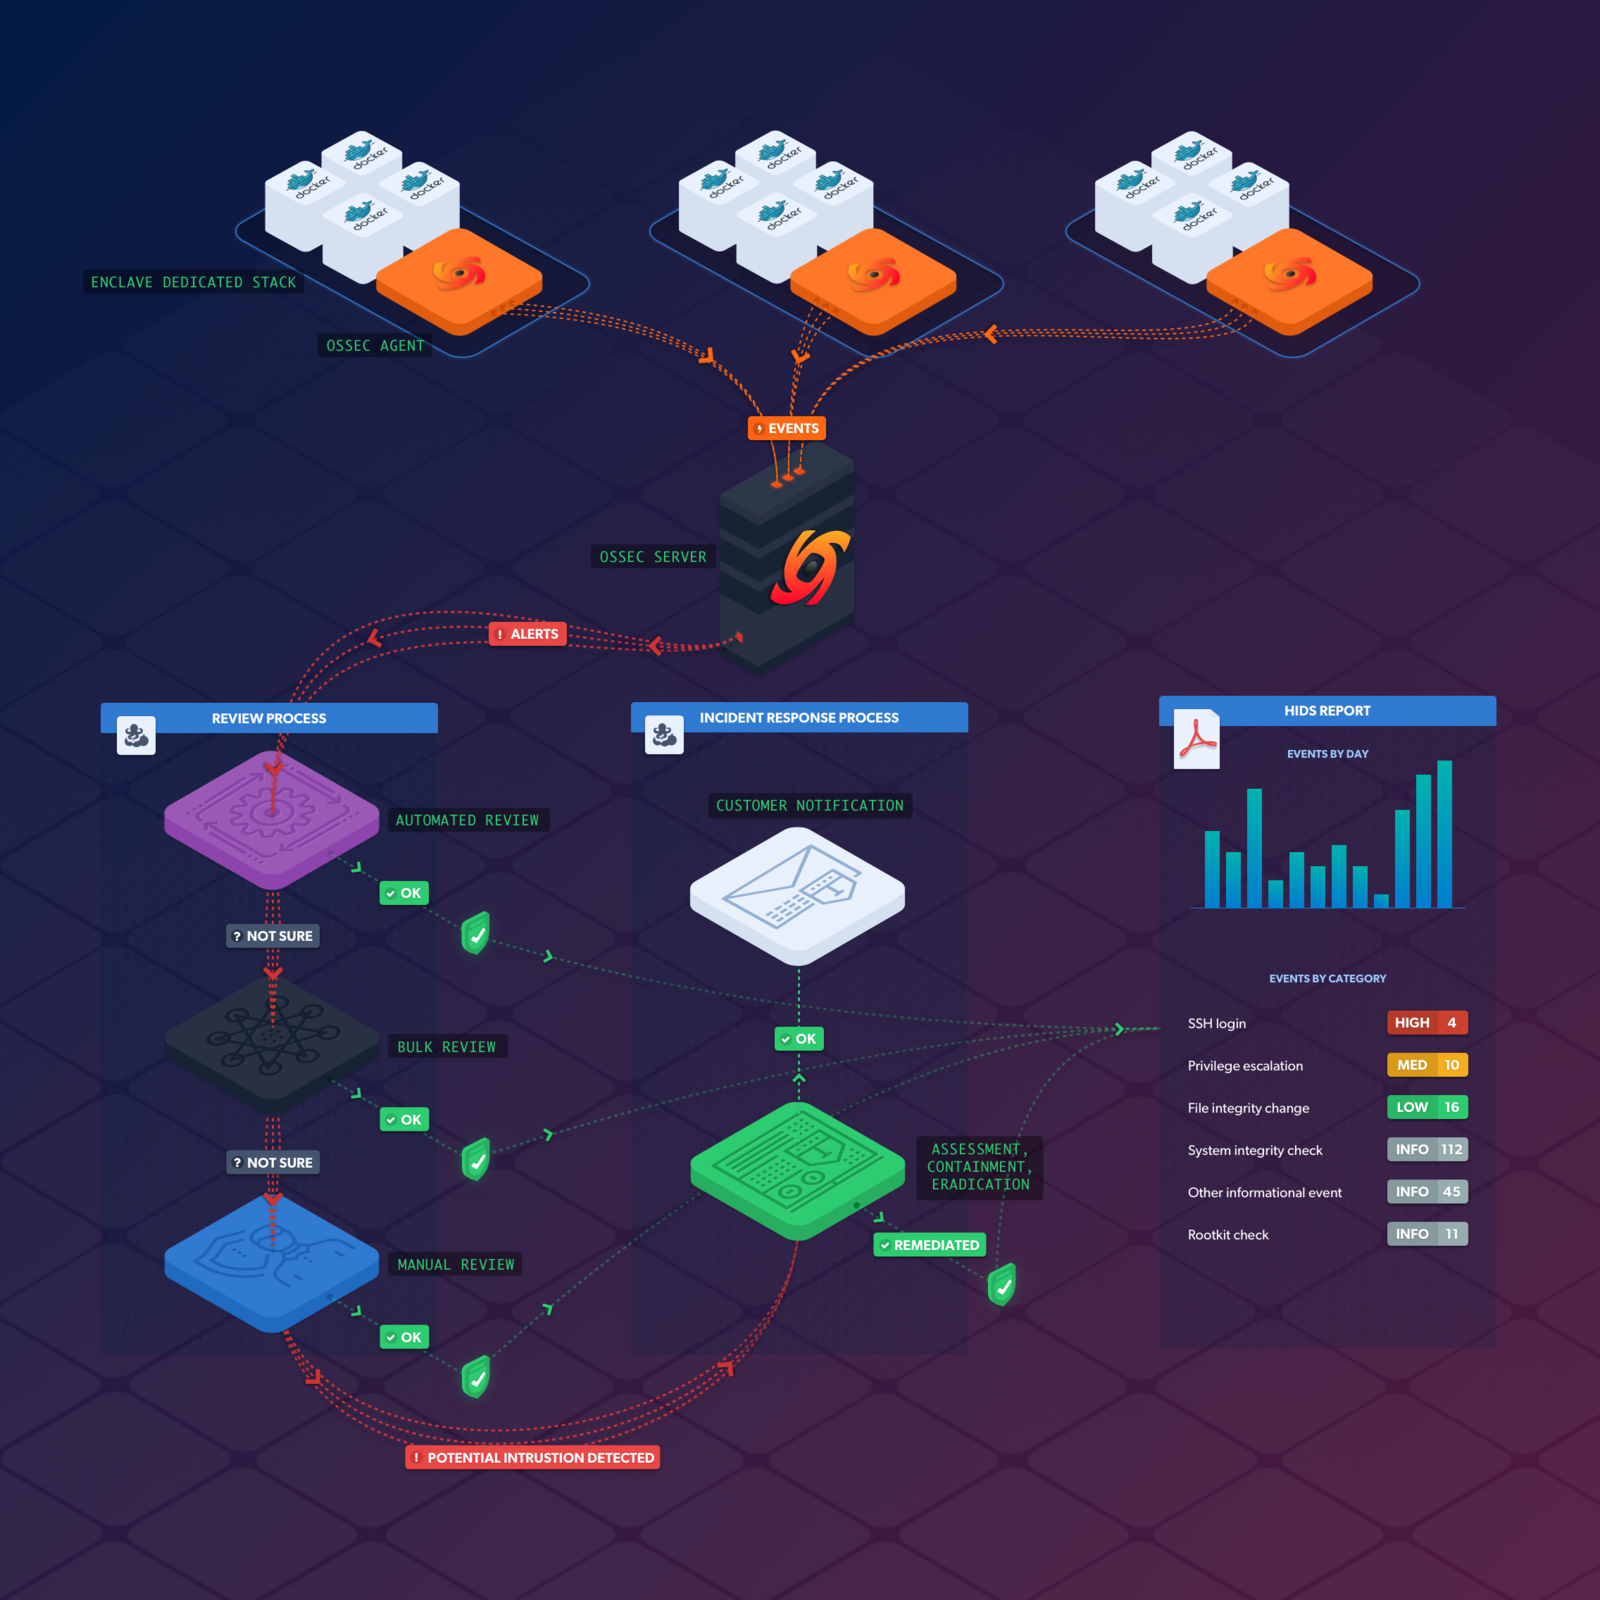 docker
docker
docker
docker
docker
docker
docker
docker
docker
docker
docker
docker
ENCLAVE DEDICATED STACK
OSSEC AGENT
EVENTS
OSSEC SERVER
! ALERTS
REVIEW PROCESS
AUTOMATED REVIEW
OK
? NOT SURE
BULK REVIEW
OK
? NOT SURE
MANUAL REVIEW
OK
! POTENTIAL INTRUSTION DETECTED
INCIDENT RESPONSE PROCESS
CUSTOMER NOTIFICATION
OK
ASSESSMENT,
CONTAINMENT,
ERADICATION
REMEDIATED
HIDS REPORT
EVENTS BY DAY
EVENTS BY CATEGORY
SSH login HIGH 4
Privilege escalation MED 10
File integrity change LOW 16
System integrity check INFO 112
Other informational event INFO 45
Rootkit check INFO 11